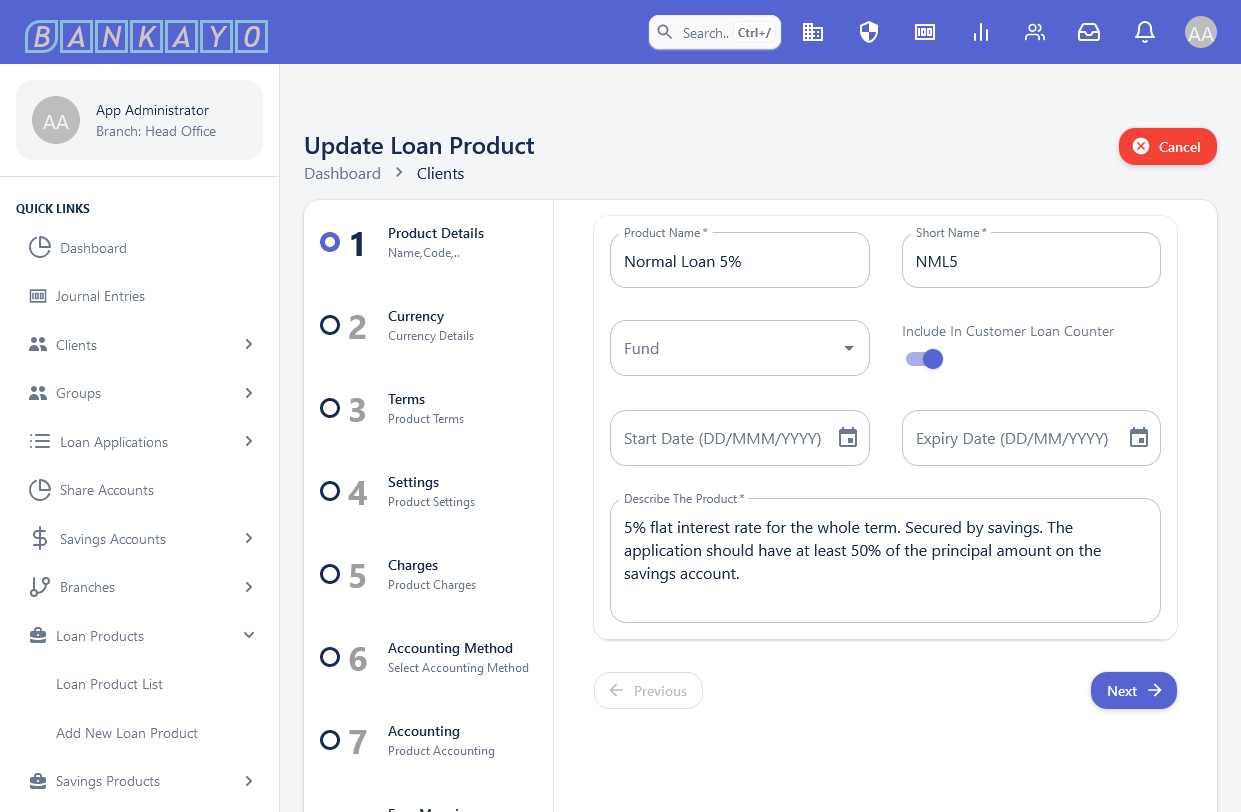 BANKAYO
Search.. Ctrl+/
AA
AA
App Administrator
Branch: Head Office
QUICK LINKS
Dashboard
Journal Entries
Clients
Groups
Loan Applications
Share Accounts
Savings Accounts
Branches
Loan Products
Loan Product List
Add New Loan Product
Savings Products
Update Loan Product
Dashboard > Clients
Cancel
1 Product Details
Name,Code,..
2 Currency
Currency Details
3 Terms
Product Terms
4 Settings
Product Settings
5 Charges
Product Charges
6 Accounting Method
Select Accounting Method
7 Accounting
Product Accounting
Product Name *
Normal Loan 5%
Short Name *
NML5
Fund
Include In Customer Loan Counter
Start Date (DD/MMM/YYYY)
Expiry Date (DD/MM/YYYY)
Describe The Product *
5% flat interest rate for the whole term. Secured by savings. The
application should have at least 50% of the principal amount on the
savings account.
Previous
Next